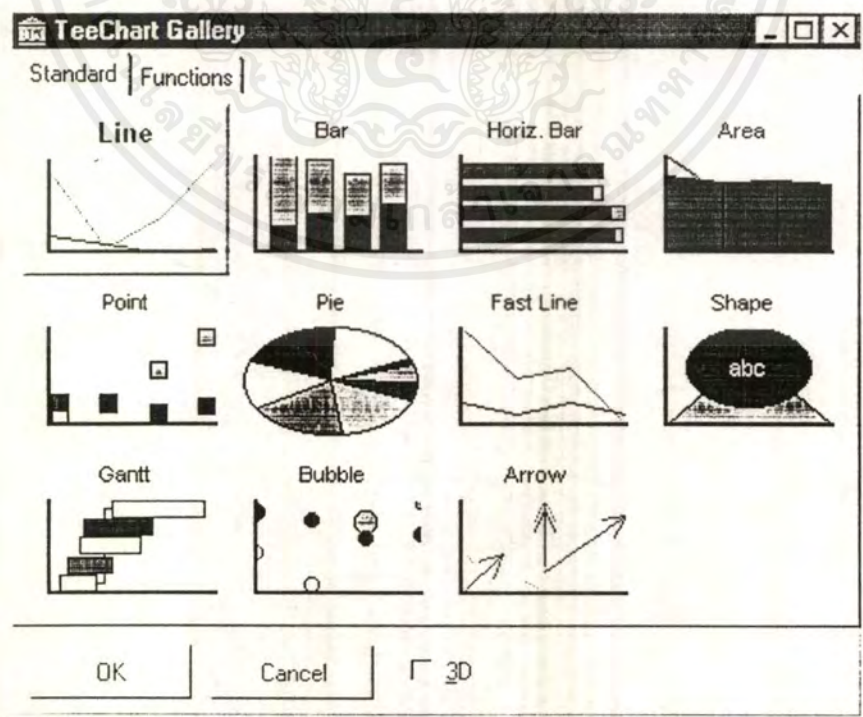 TeeChart Gallery
Standard Functions
Line Bar Horiz. Bar Area
Point Pie Fast Line Shape
abc
Gantt Bubble Arrow
OK Cancel 3D